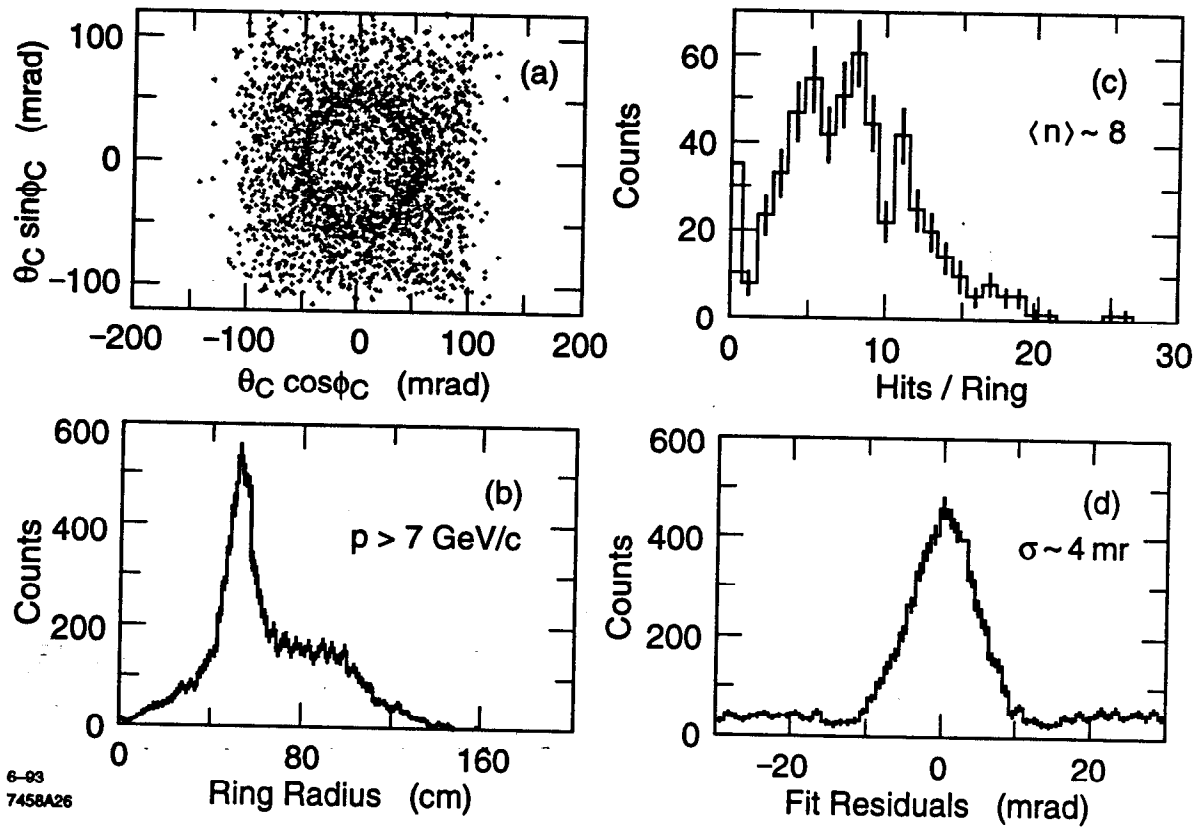 (a)
θC sinφC (mrad)
100
0
−100
−200 −100 0 100 200
θC cosφC (mrad)
(c)
⟨n⟩ ~ 8
Counts
60
40
20
0
0 10 20 30
Hits / Ring
(b)
p > 7 GeV/c
Counts
600
400
200
0
0 80 160
Ring Radius (cm)
(d)
σ ~ 4 mr
Counts
600
400
200
0
−20 0 20
Fit Residuals (mrad)
6–93
7458A26